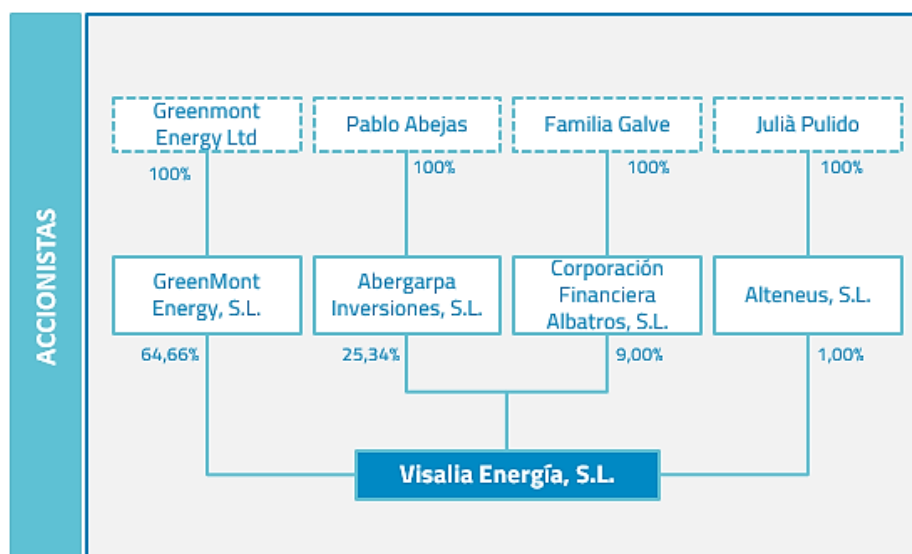 ACCIONISTAS
Greenmont
Energy Ltd
Pablo Abejas
Familia Galve
Julià Pulido
100%
100%
100%
100%
GreenMont
Energy, S.L.
Abergarpa
Inversiones, S.L.
Corporación
Financiera
Albatros, S.L.
Alteneus, S.L.
64,66%
25,34%
9,00%
1,00%
Visalia Energía, S.L.